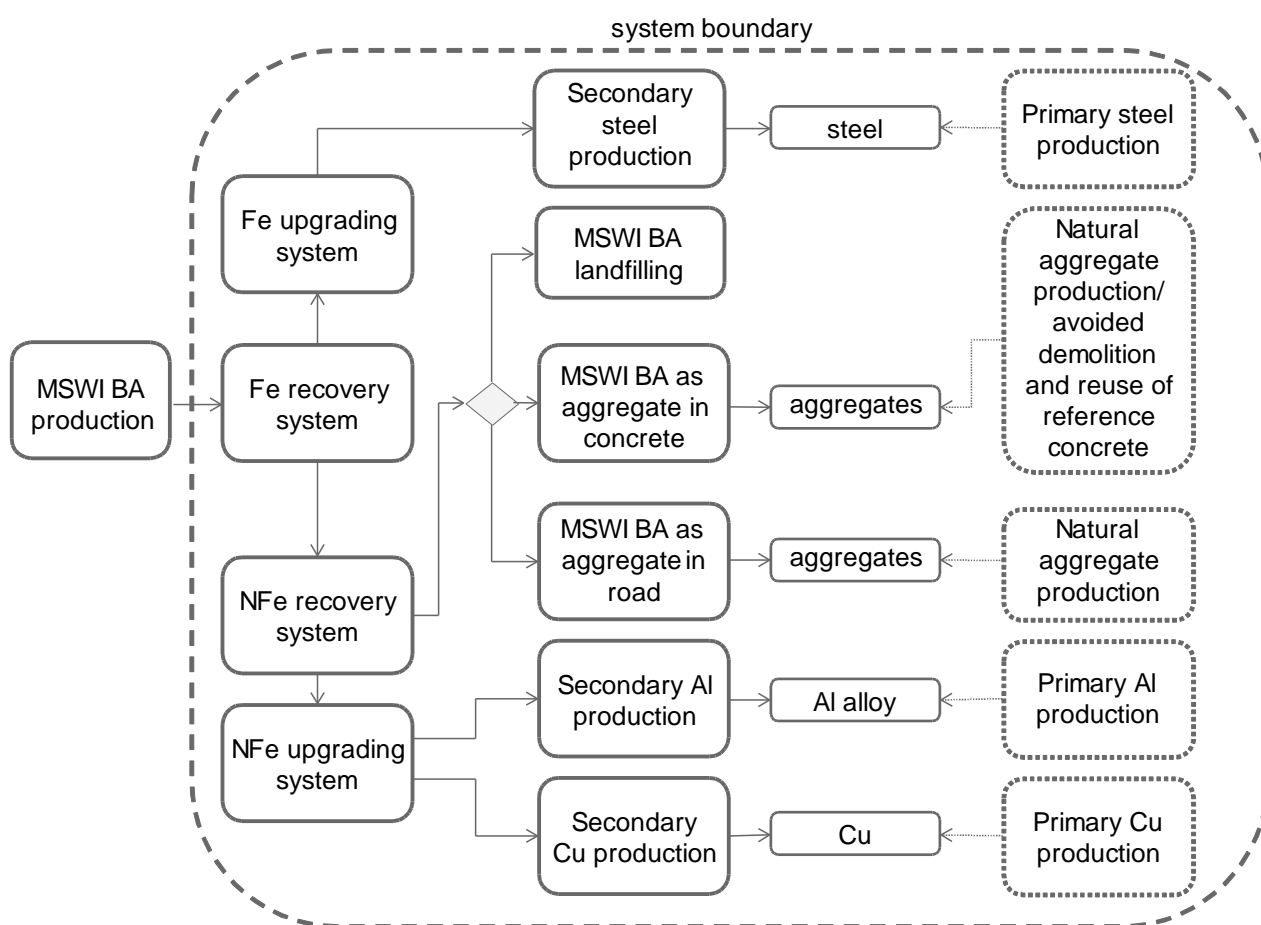 system boundary
Secondary
steel
production
steel
Primary steel
production
Fe upgrading
system
MSWI BA
landfilling
Natural
aggregate
production/
avoided
demolition
and reuse of
reference
concrete
MSWI BA
production
Fe recovery
system
MSWI BA as
aggregate in
concrete
aggregates
NFe recovery
system
MSWI BA as
aggregate in
road
aggregates
Natural
aggregate
production
NFe upgrading
system
Secondary Al
production
Al alloy
Primary Al
production
Secondary
Cu production
Cu
Primary Cu
production